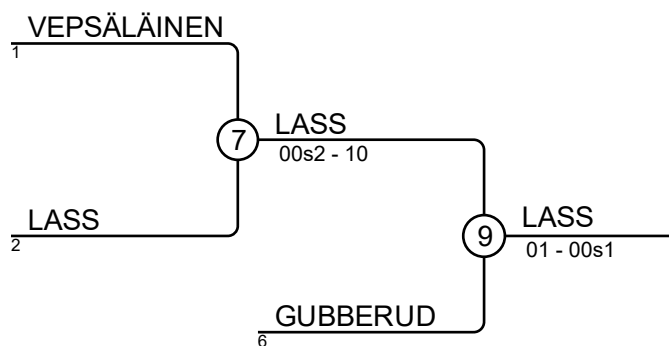 VEPSÄLÄINEN
1
7
LASS
00s2 - 10
LASS
2
9
LASS
01 - 00s1
GUBBERUD
6